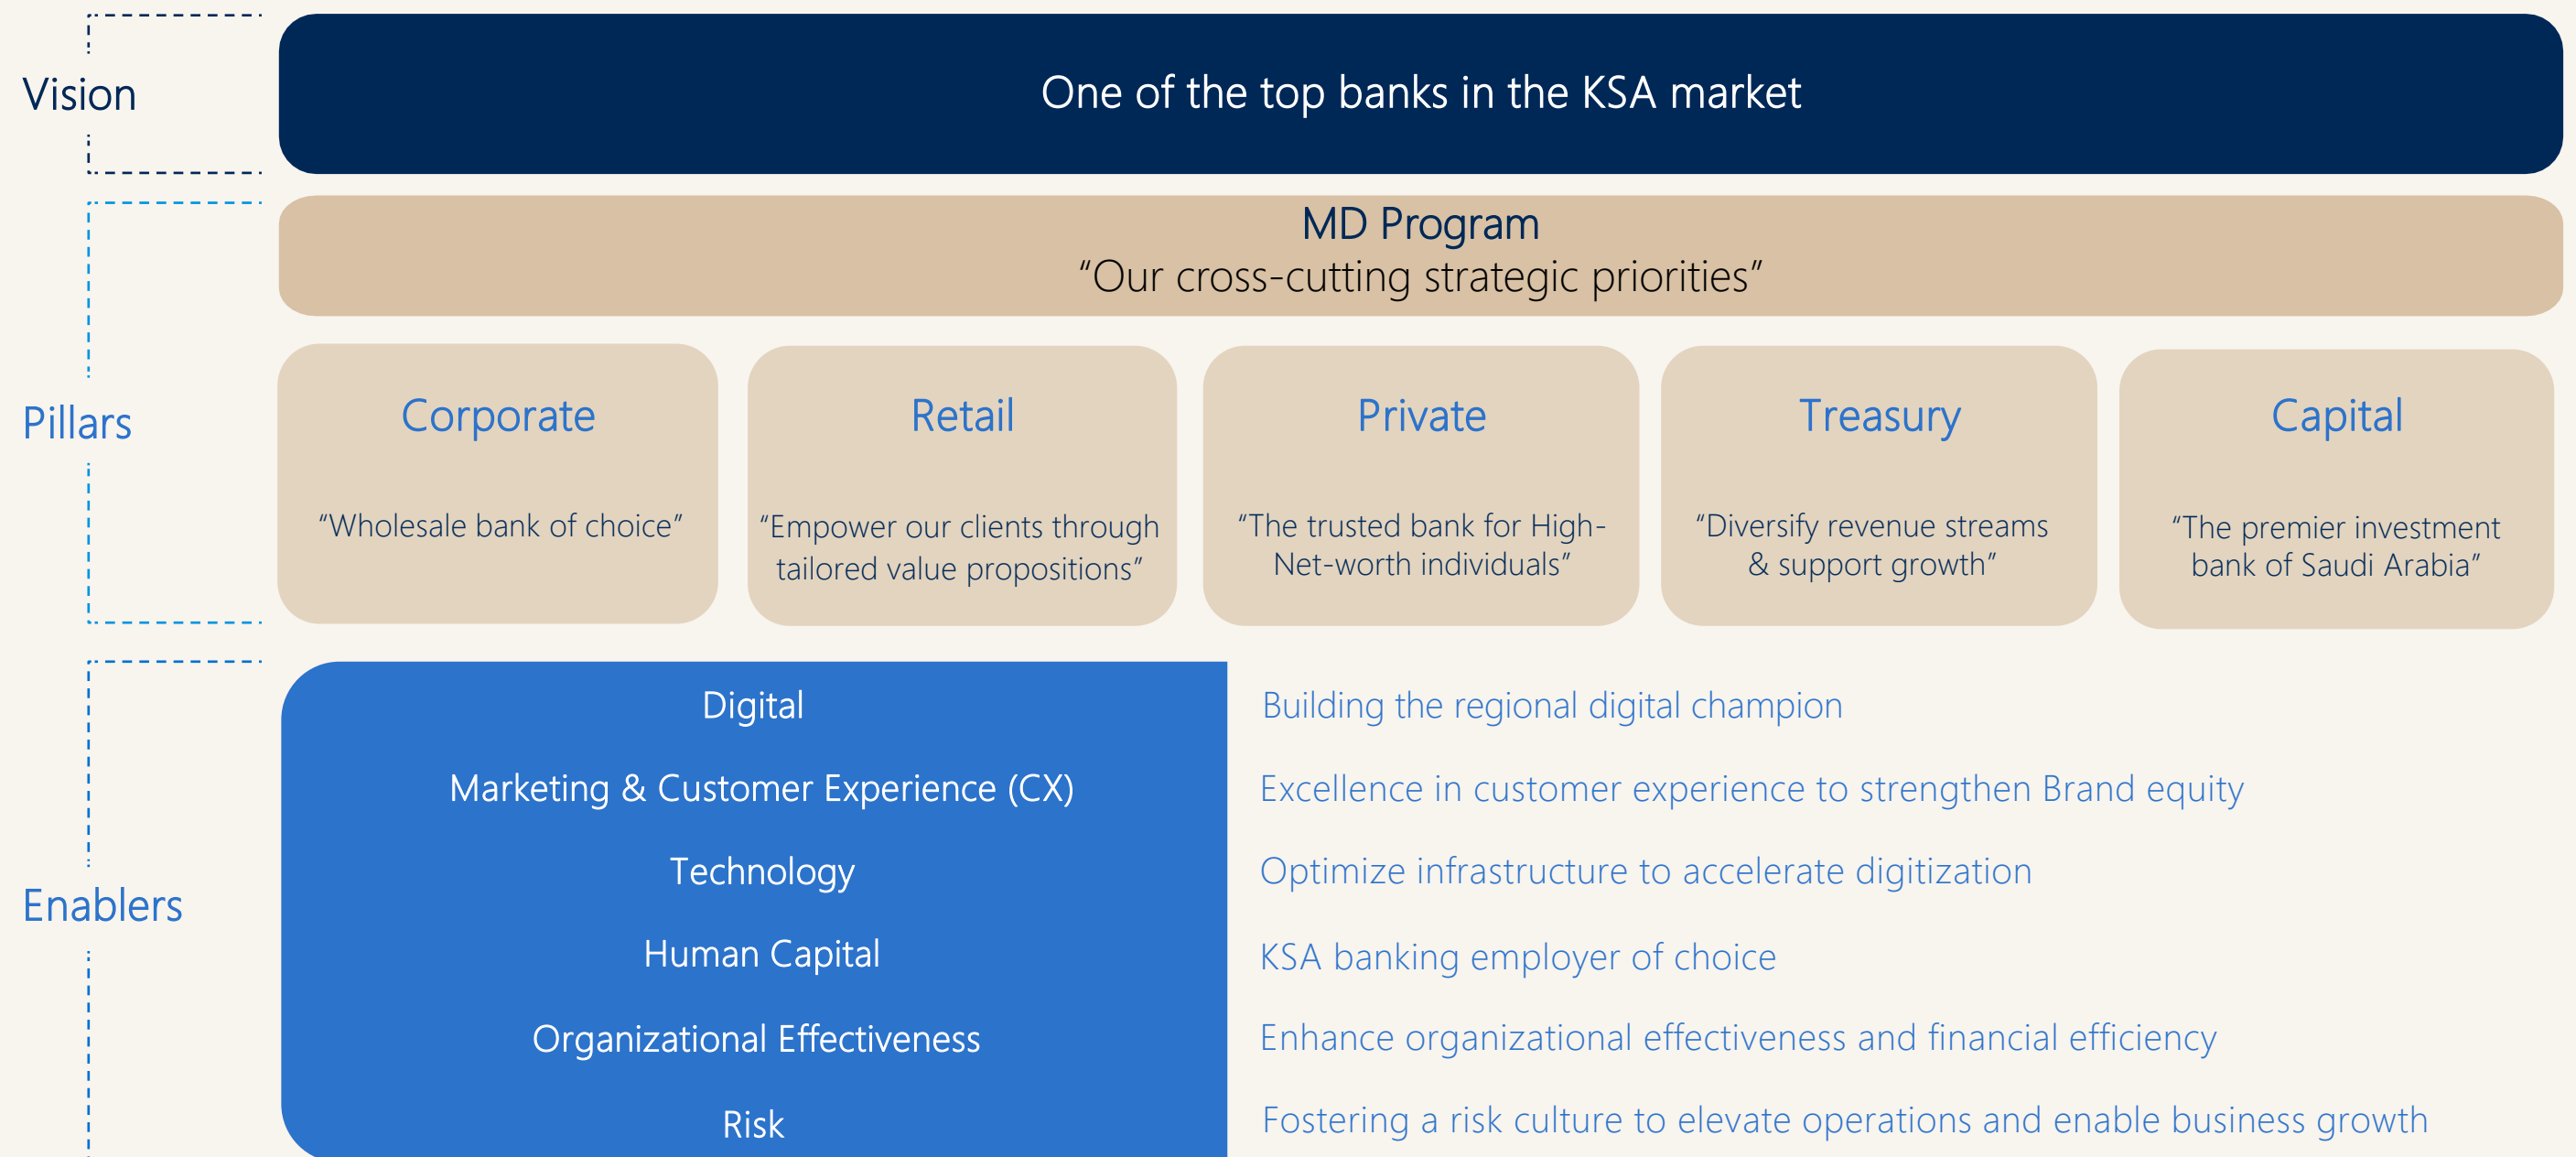 Vision
One of the top banks in the KSA market
MD Program
“Our cross-cutting strategic priorities”
Pillars
Corporate
“Wholesale bank of choice”
Retail
“Empower our clients through
tailored value propositions”
Private
“The trusted bank for High-
Net-worth individuals”
Treasury
“Diversify revenue streams
& support growth”
Capital
“The premier investment
bank of Saudi Arabia”
Enablers
Digital
Building the regional digital champion
Marketing & Customer Experience (CX)
Excellence in customer experience to strengthen Brand equity
Technology
Optimize infrastructure to accelerate digitization
Human Capital
KSA banking employer of choice
Organizational Effectiveness
Enhance organizational effectiveness and financial efficiency
Risk
Fostering a risk culture to elevate operations and enable business growth